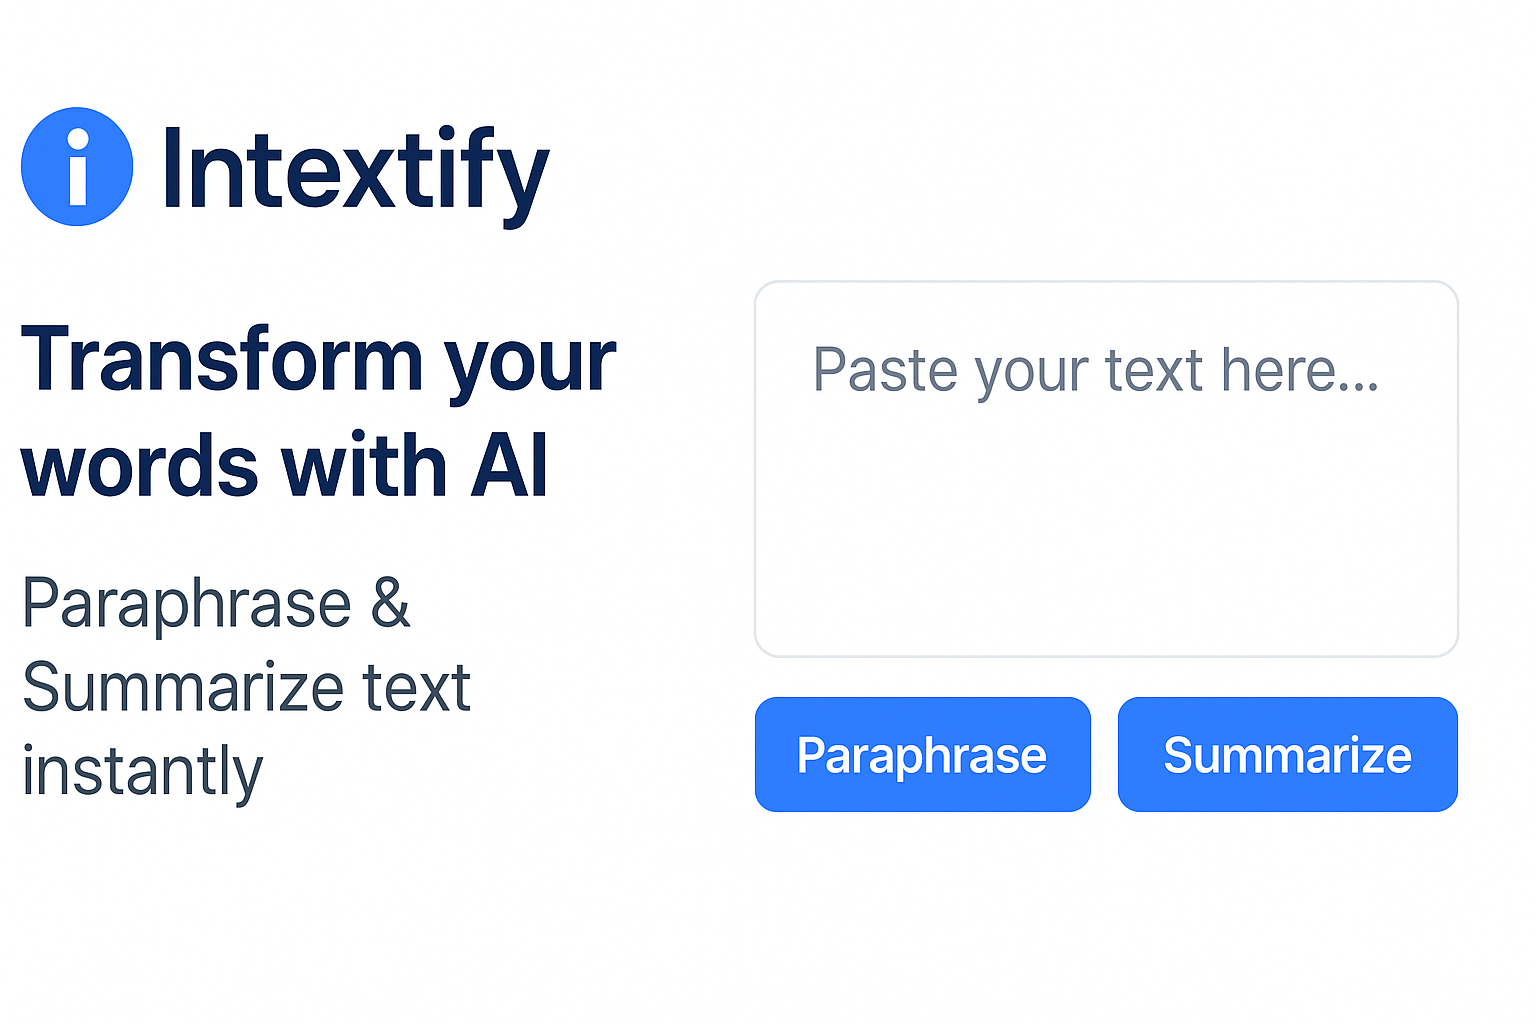 i Intextify
Transform your
words with AI
Paraphrase &
Summarize text
instantly
Paste your text here...
Paraphrase
Summarize